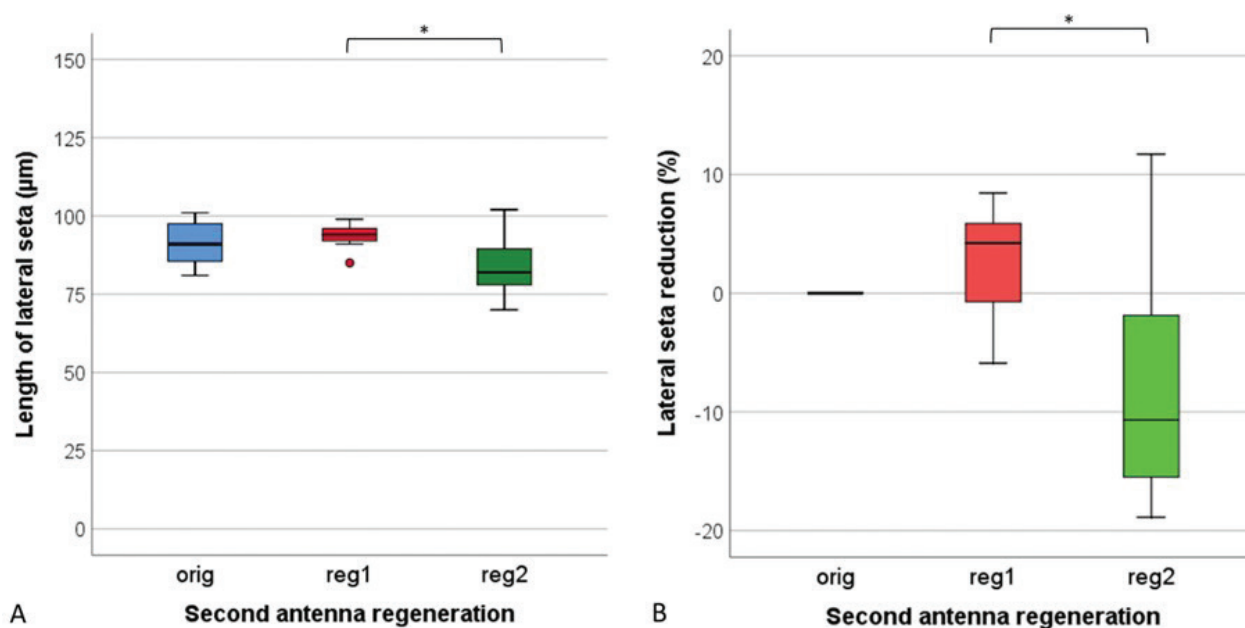 *
150
125
100
75
50
25
0
Length of lateral seta (µm)
orig reg1 reg2
Second antenna regeneration
A
*
20
10
0
-10
-20
Lateral seta reduction (%)
orig reg1 reg2
Second antenna regeneration
B